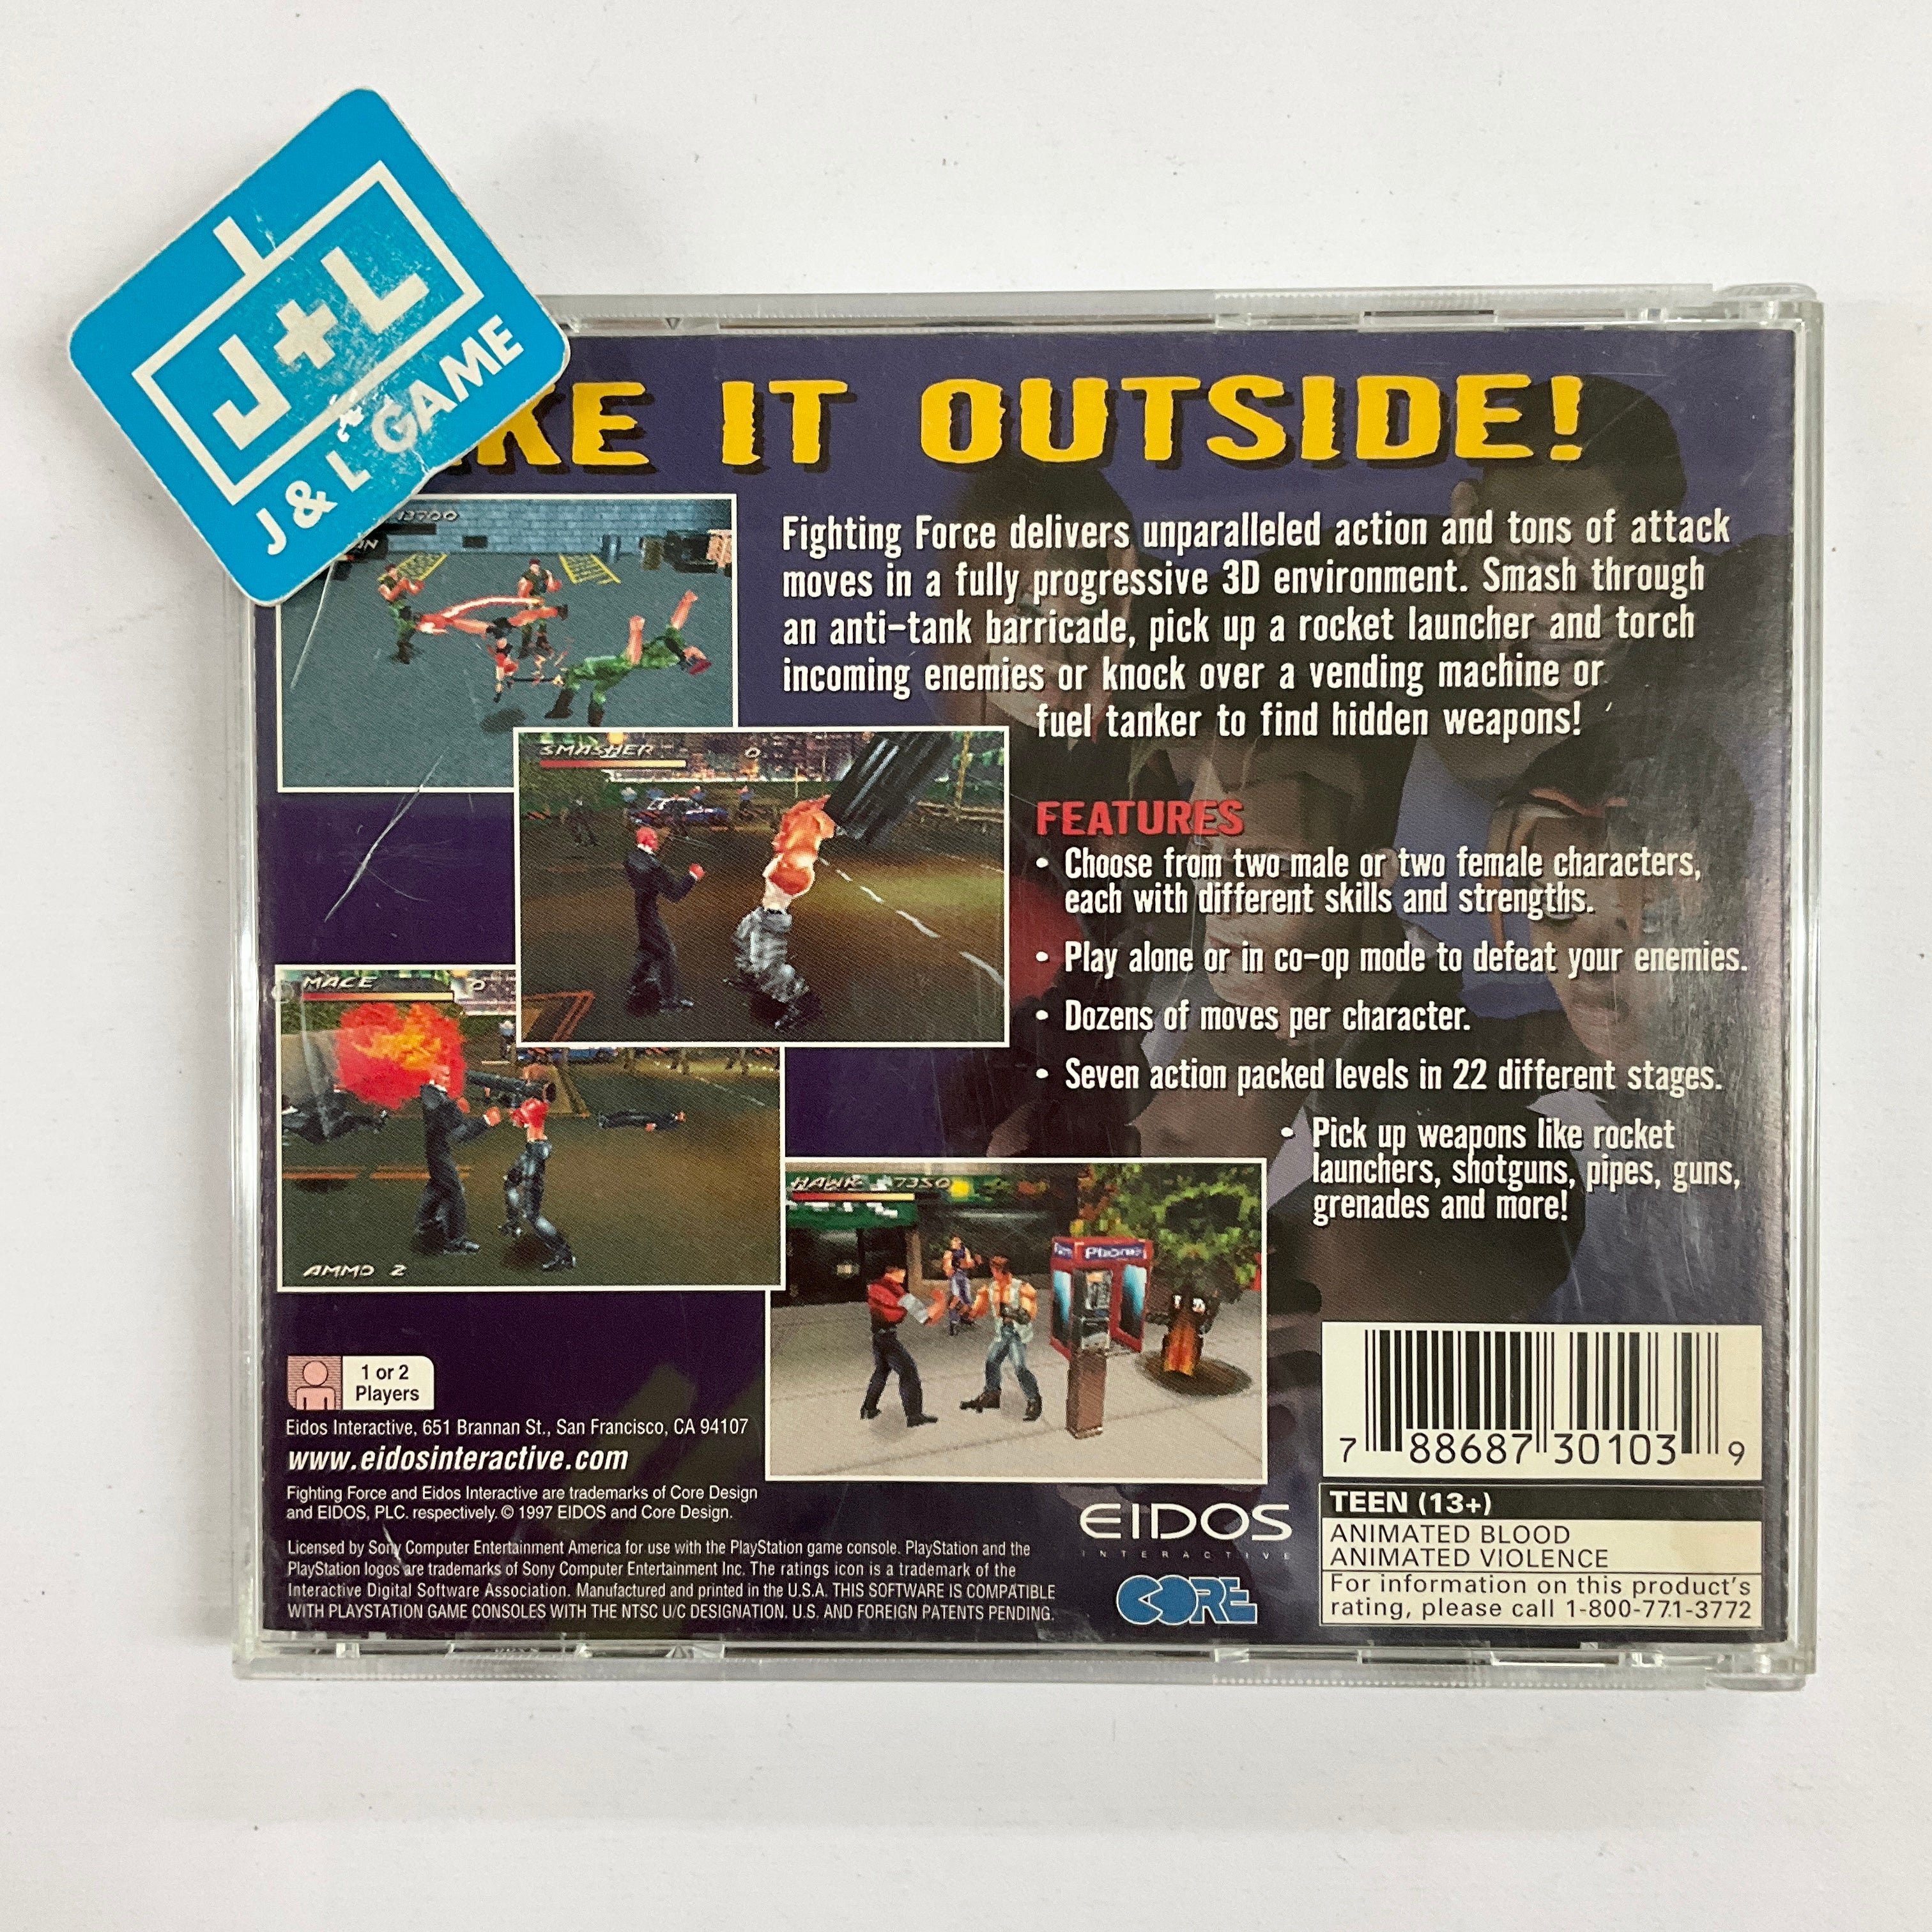 J+L
J & L GAME
KE IT OUTSIDE!
Fighting Force delivers unparalleled action and tons of attack
moves in a fully progressive 3D environment. Smash through
an anti-tank barricade, pick up a rocket launcher and torch
incoming enemies or knock over a vending machine or
fuel tanker to find hidden weapons!
SMASHER 0
FEATURES
• Choose from two male or two female characters,
each with different skills and strengths.
• Play alone or in co-op mode to defeat your enemies.
• Dozens of moves per character.
• Seven action packed levels in 22 different stages.
• Pick up weapons like rocket
launchers, shotguns, pipes, guns,
grenades and more!
MACE 0
AMMO 2
HAWK 7350
Phone
1 or 2
Players
Eidos Interactive, 651 Brannan St., San Francisco, CA 94107
www.eidosinteractive.com
Fighting Force and Eidos Interactive are trademarks of Core Design
and EIDOS, PLC. respectively. © 1997 EIDOS and Core Design.
Licensed by Sony Computer Entertainment America for use with the PlayStation game console. PlayStation and the
PlayStation logos are trademarks of Sony Computer Entertainment Inc. The ratings icon is a trademark of the
Interactive Digital Software Association. Manufactured and printed in the U.S.A. THIS SOFTWARE IS COMPATIBLE
WITH PLAYSTATION GAME CONSOLES WITH THE NTSC U/C DESIGNATION. U.S. AND FOREIGN PATENTS PENDING.
EIDOS
INTERACTIVE
CORE
7 88687 30103 9
TEEN (13+)
ANIMATED BLOOD
ANIMATED VIOLENCE
For information on this product's
rating, please call 1-800-771-3772